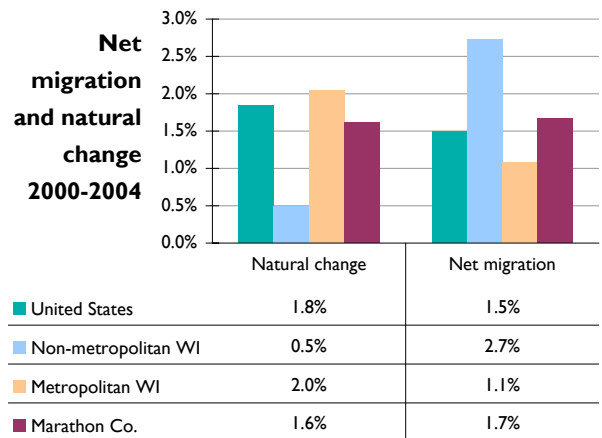 Net
migration
and natural
change
2000-2004
3.0%
2.5%
2.0%
1.5%
1.0%
0.5%
0.0%
Natural change Net migration
United States 1.8% 1.5%
Non-metropolitan WI 0.5% 2.7%
Metropolitan WI 2.0% 1.1%
Marathon Co. 1.6% 1.7%